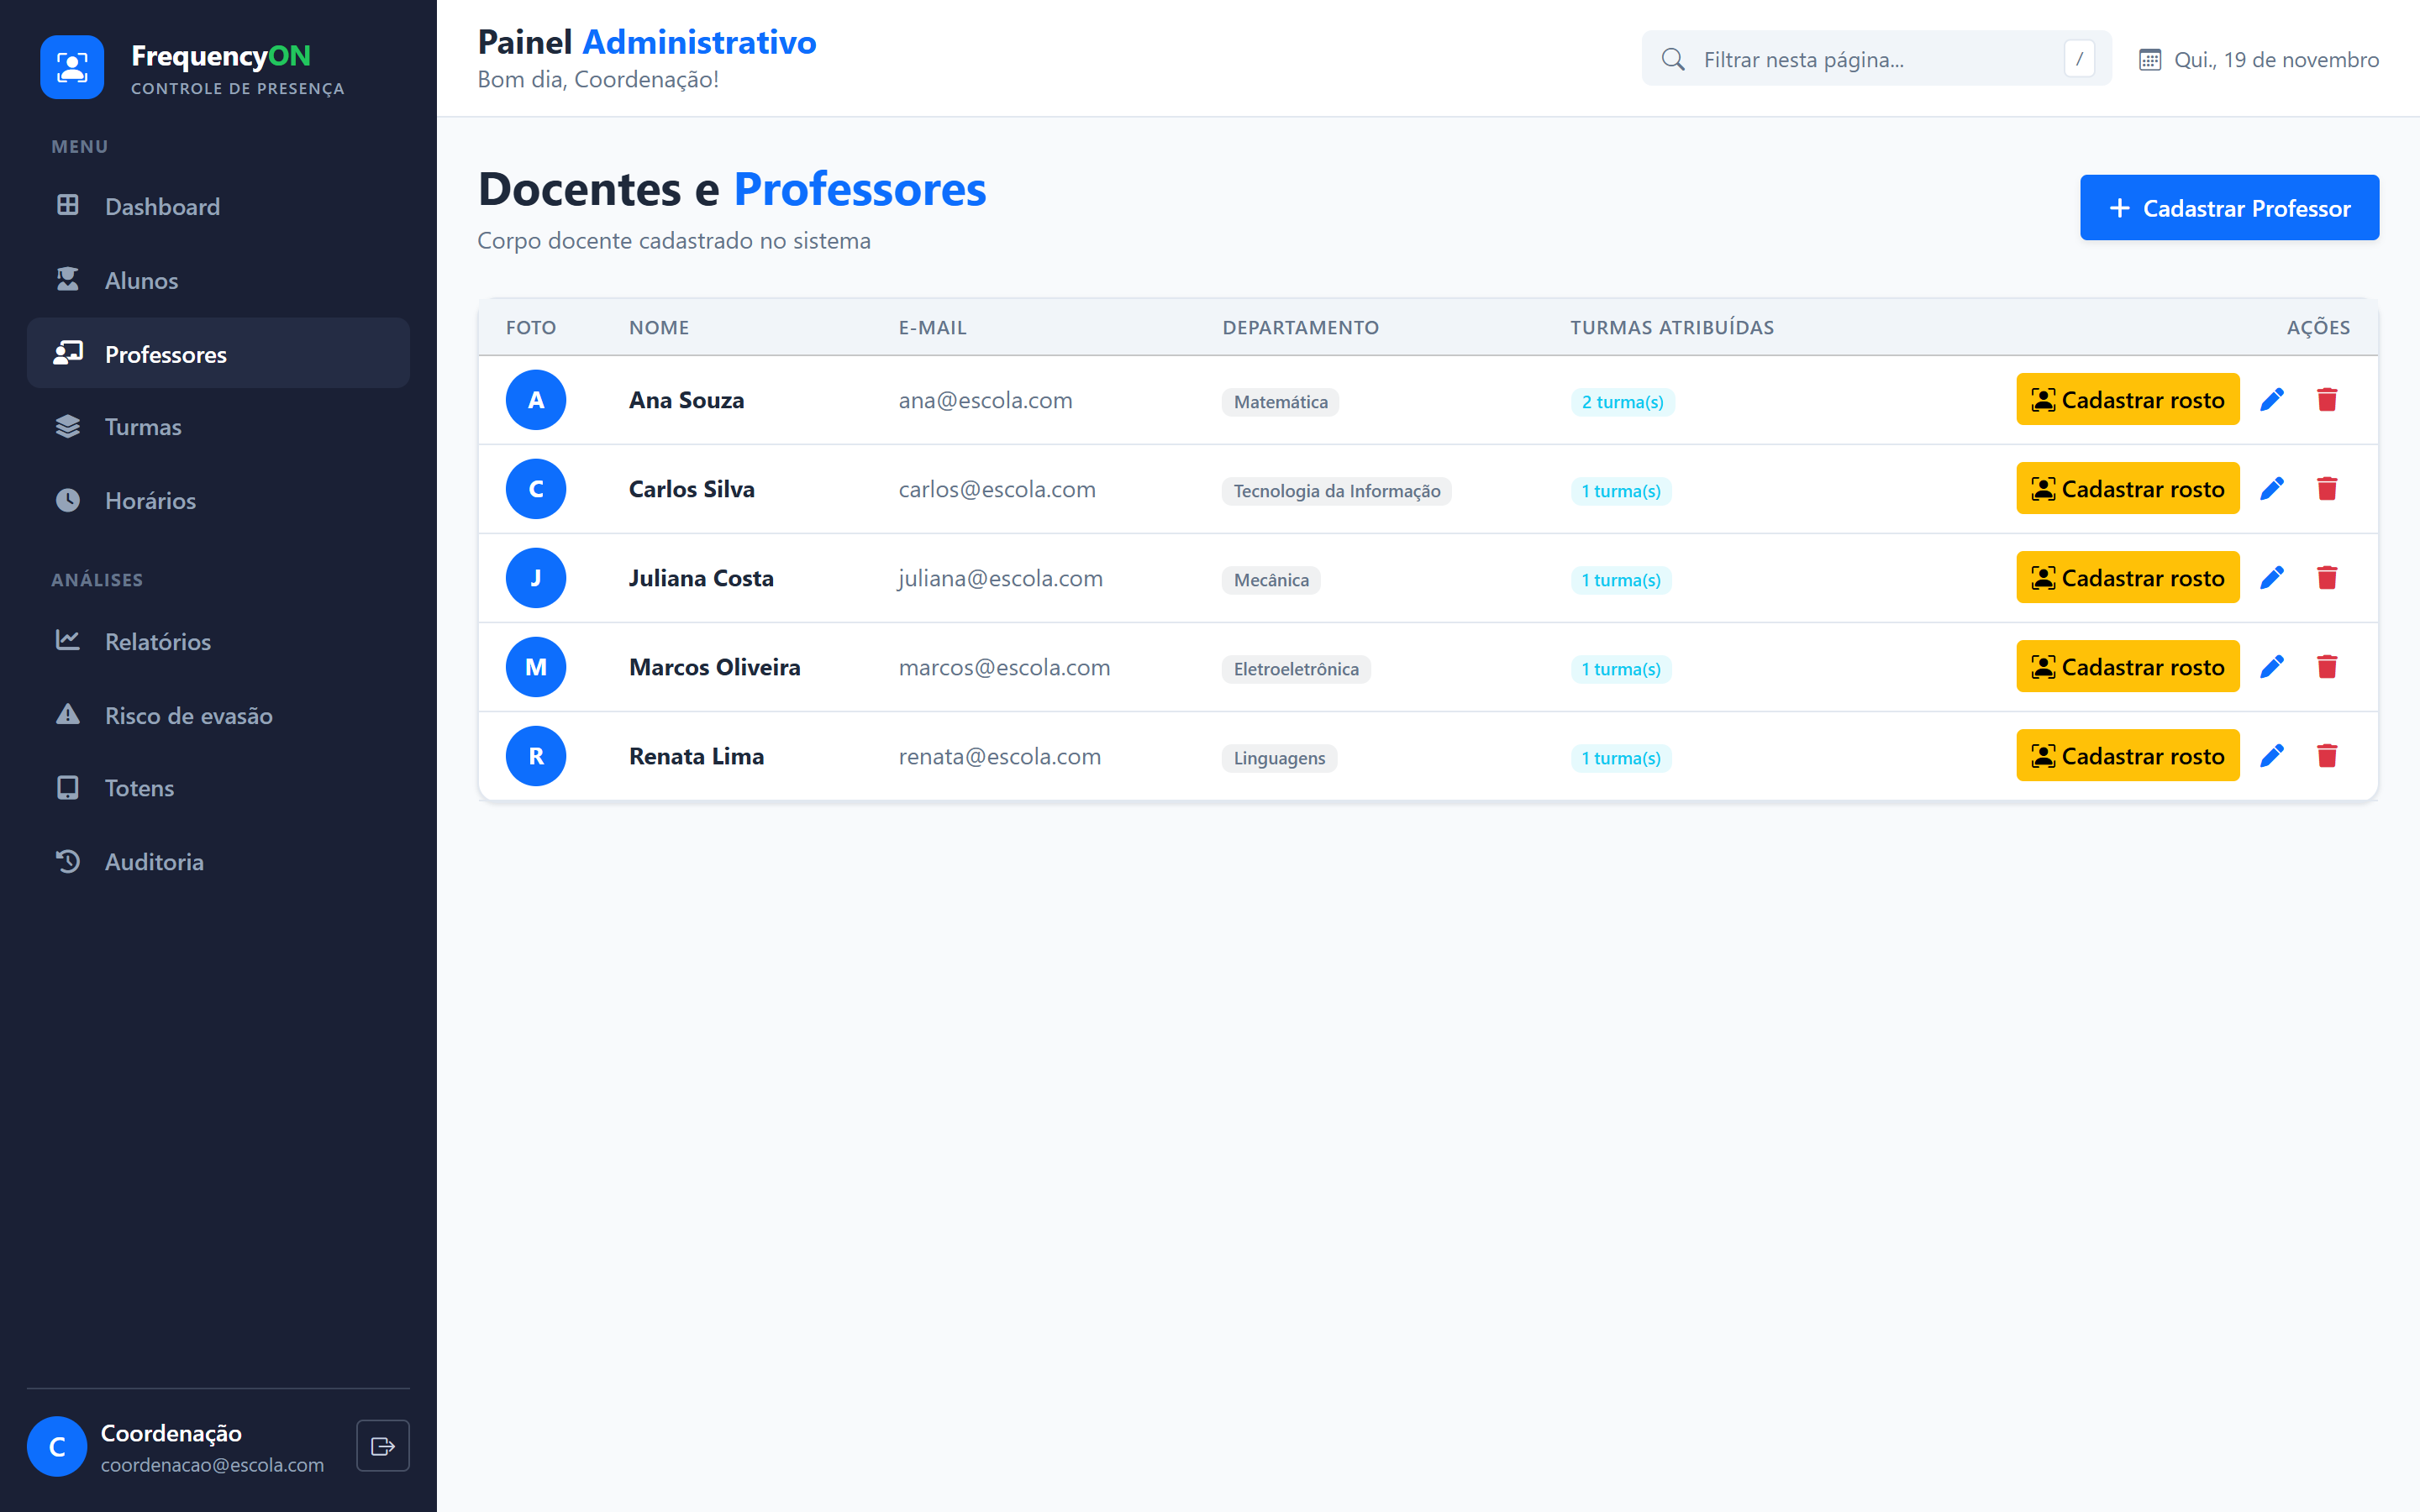 FrequencyON
CONTROLE DE PRESENÇA
MENU
Dashboard
Alunos
Professores
Turmas
Horários
ANÁLISES
Relatórios
Risco de evasão
Totens
Auditoria
C
Coordenação
coordenacao@escola.com
Painel Administrativo
Bom dia, Coordenação!
Filtrar nesta página... /
Qui., 19 de novembro
Docentes e Professores
Corpo docente cadastrado no sistema
+ Cadastrar Professor
FOTO NOME E-MAIL DEPARTAMENTO TURMAS ATRIBUÍDAS AÇÕES
A Ana Souza ana@escola.com Matemática 2 turma(s) Cadastrar rosto
C Carlos Silva carlos@escola.com Tecnologia da Informação 1 turma(s) Cadastrar rosto
J Juliana Costa juliana@escola.com Mecânica 1 turma(s) Cadastrar rosto
M Marcos Oliveira marcos@escola.com Eletroeletrônica 1 turma(s) Cadastrar rosto
R Renata Lima renata@escola.com Linguagens 1 turma(s) Cadastrar rosto